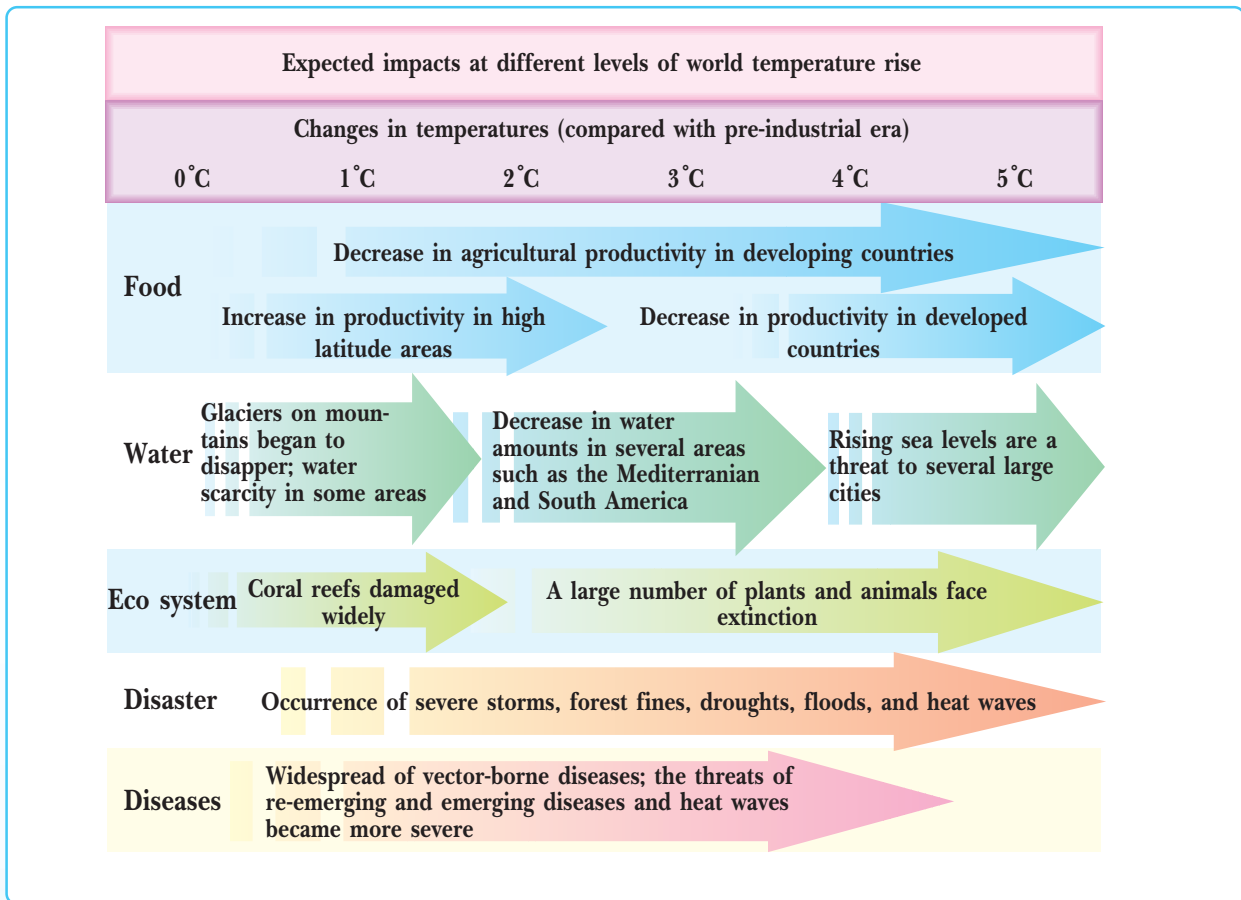 Expected impacts at different levels of world temperature rise
Changes in temperatures (compared with pre-industrial era)
0°C 1°C 2°C 3°C 4°C 5°C
Food
Decrease in agricultural productivity in developing countries
Increase in productivity in high
latitude areas
Decrease in productivity in developed
countries
Water
Glaciers on moun-
tains began to
disapper; water
scarcity in some areas
Decrease in water
amounts in several areas
such as the Mediterranian
and South America
Rising sea levels are a
threat to several large
cities
Eco system
Coral reefs damaged
widely
A large number of plants and animals face
extinction
Disaster
Occurrence of severe storms, forest fines, droughts, floods, and heat waves
Diseases
Widespread of vector-borne diseases; the threats of
re-emerging and emerging diseases and heat waves
became more severe